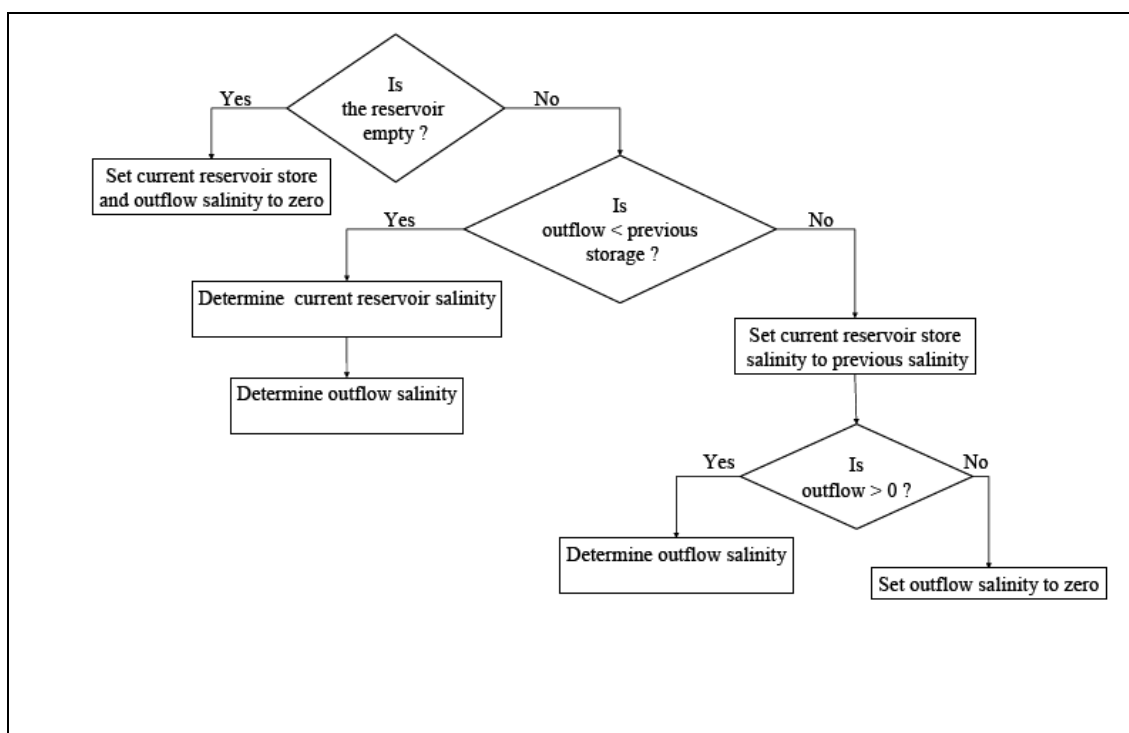 Is
the reservoir
empty ?
Yes
No
Set current reservoir store
and outflow salinity to zero
Is
outflow < previous
storage ?
Yes
No
Determine current reservoir salinity
Determine outflow salinity
Set current reservoir store
salinity to previous salinity
Is
outflow > 0 ?
Yes
No
Determine outflow salinity
Set outflow salinity to zero